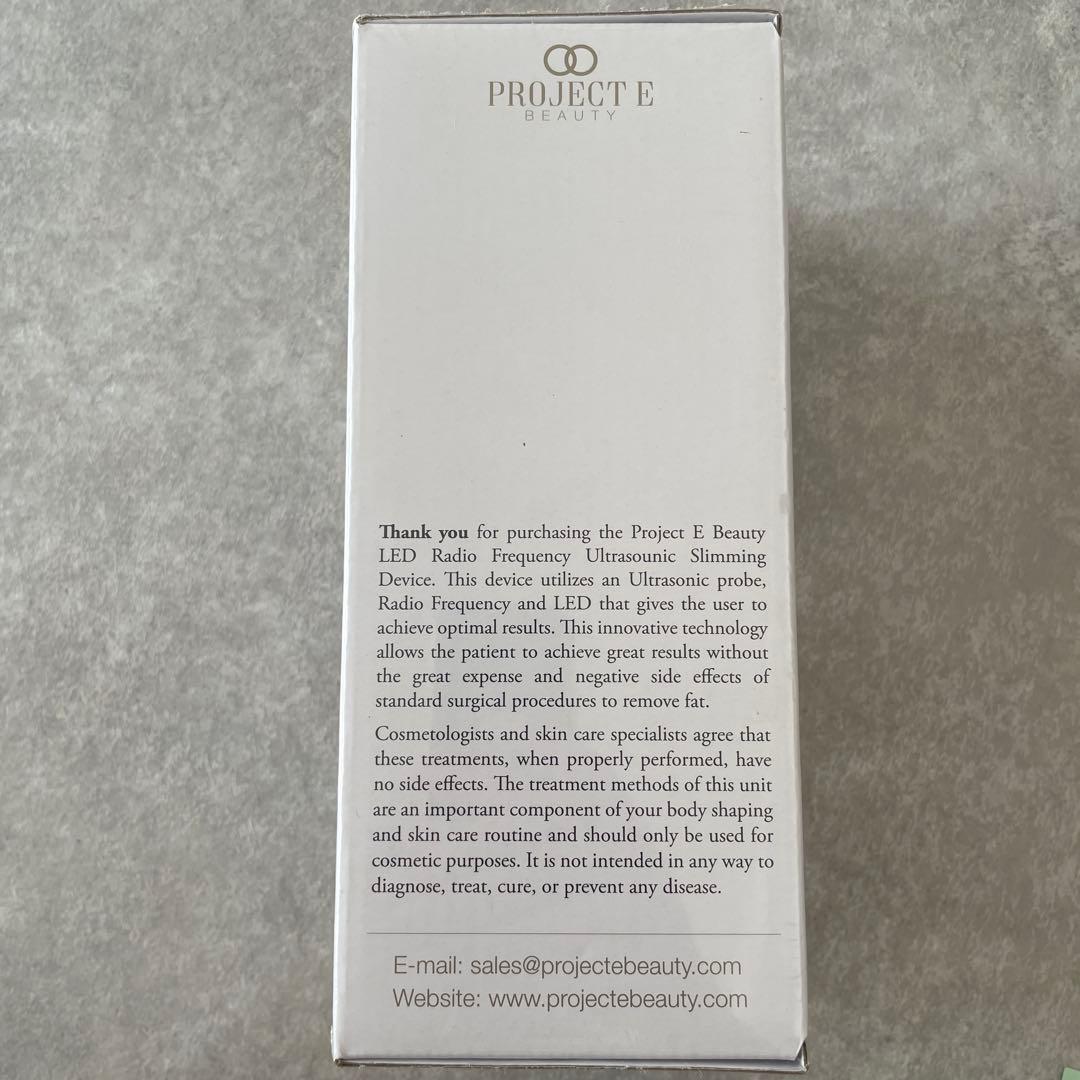 PROJECT E
BEAUTY
Thank you for purchasing the Project E Beauty
LED Radio Frequency Ultrasounic Slimming
Device. This device utilizes an Ultrasonic probe,
Radio Frequency and LED that gives the user to
achieve optimal results. This innovative technology
allows the patient to achieve great results without
the great expense and negative side effects of
standard surgical procedures to remove fat.
Cosmetologists and skin care specialists agree that
these treatments, when properly performed, have
no side effects. The treatment methods of this unit
are an important component of your body shaping
and skin care routine and should only be used for
cosmetic purposes. It is not intended in any way to
diagnose, treat, cure, or prevent any disease.
E-mail: sales@projectebeauty.com
Website: www.projectebeauty.com